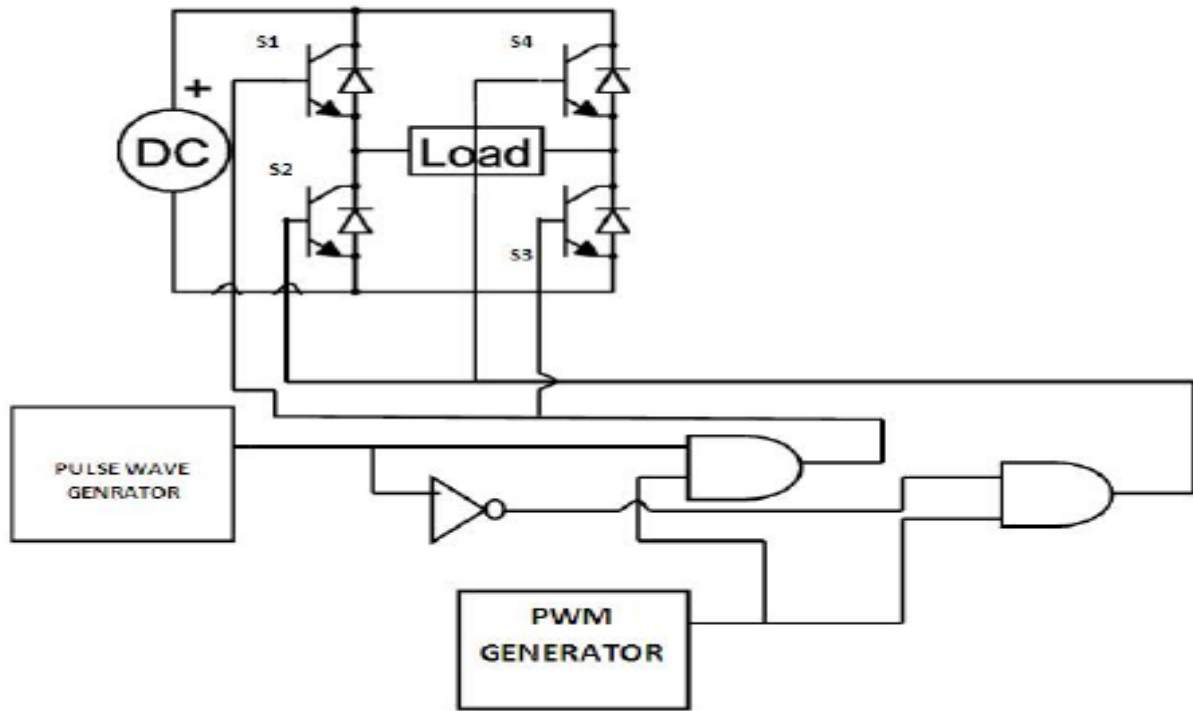 S1
S4
+
DC
Load
S2
S3
PULSE WAVE
GENRATOR
PWM
GENERATOR